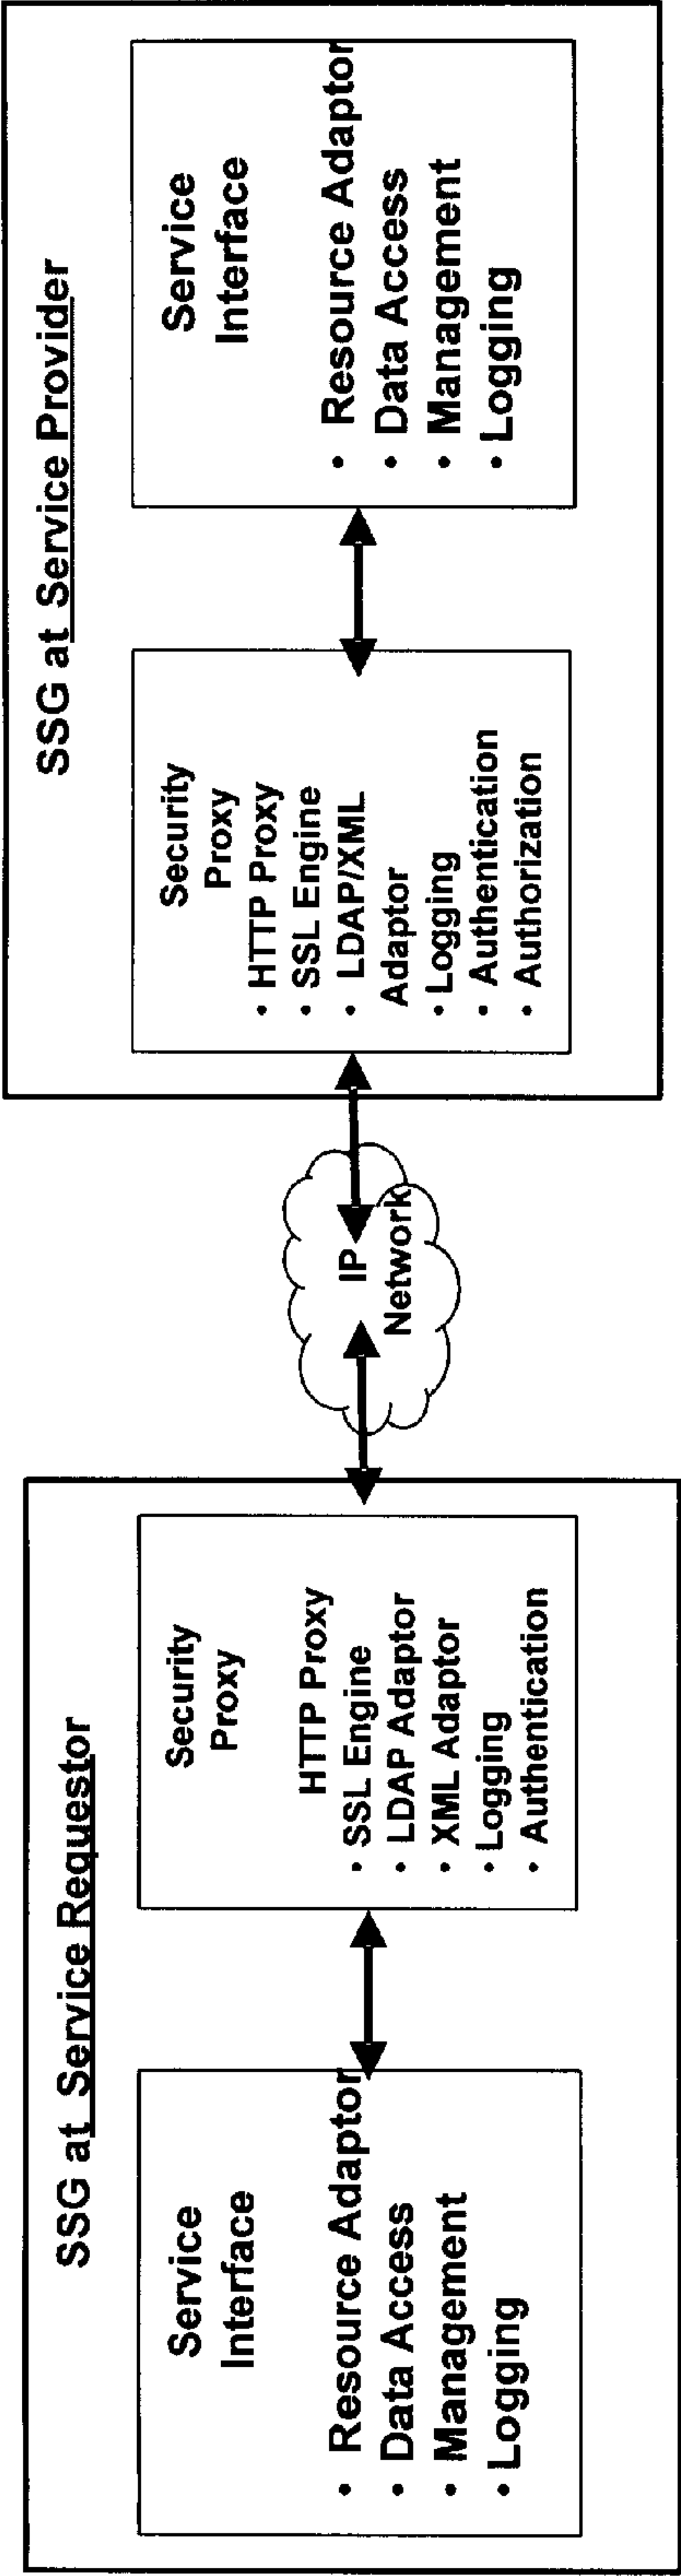 SSG at Service Requestor
Service
Interface
• Resource Adaptor
• Data Access
• Management
• Logging
Security
Proxy
HTTP Proxy
• SSL Engine
• LDAP Adaptor
• XML Adaptor
• Logging
• Authentication
IP
Network
SSG at Service Provider
Security
Proxy
• HTTP Proxy
• SSL Engine
• LDAP/XML
Adaptor
• Logging
• Authentication
• Authorization
Service
Interface
• Resource Adaptor
• Data Access
• Management
• Logging